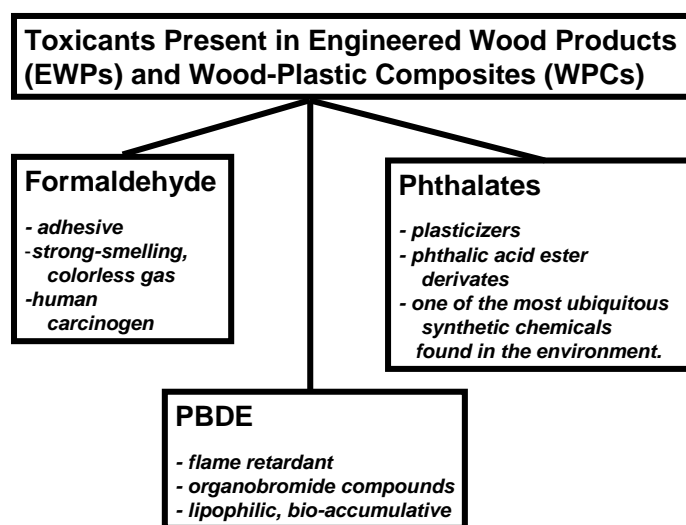 Toxicants Present in Engineered Wood Products
(EWPs) and Wood-Plastic Composites (WPCs)
Formaldehyde
- adhesive
-strong-smelling,
colorless gas
-human
carcinogen
Phthalates
- plasticizers
- phthalic acid ester
derivates
- one of the most ubiquitous
synthetic chemicals
found in the environment.
PBDE
- flame retardant
- organobromide compounds
- lipophilic, bio-accumulative